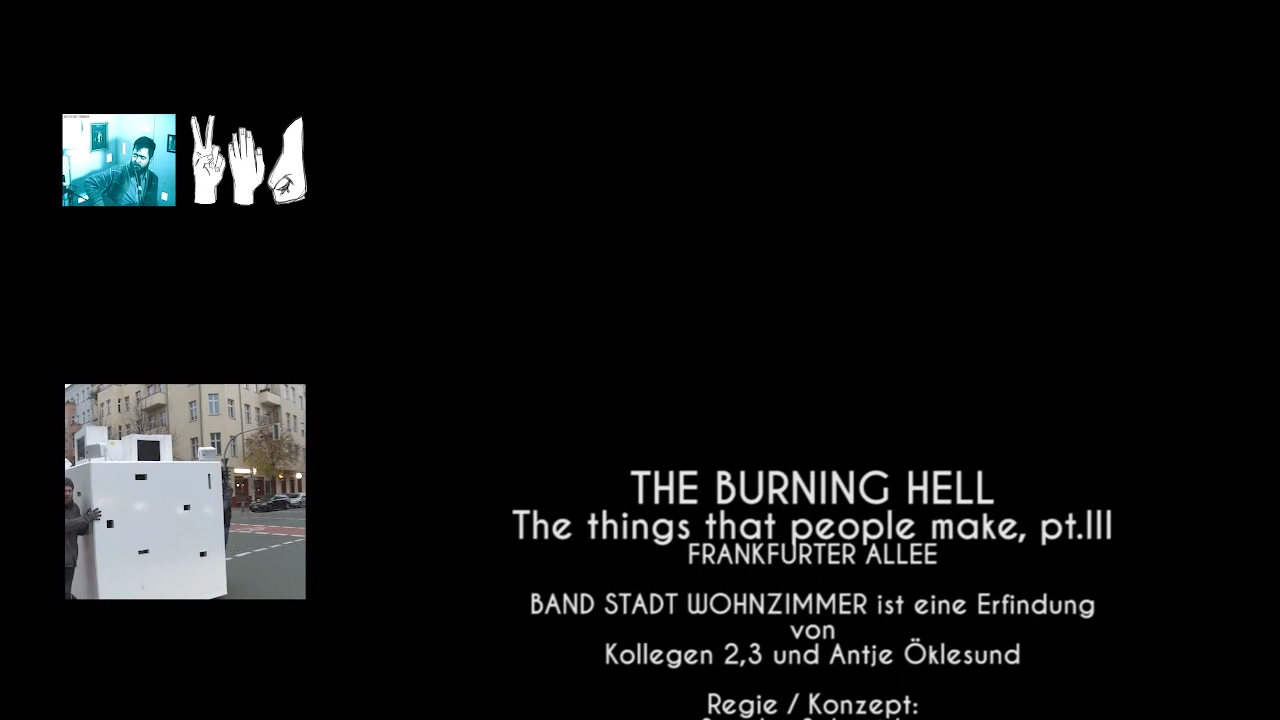 THE BURNING HELL
The things that people make, pt.III
FRANKFURTER ALLEE
BAND STADT WOHNZIMMER ist eine Erfindung
von
Kollegen 2,3 und Antje Öklesund
Regie / Konzept: